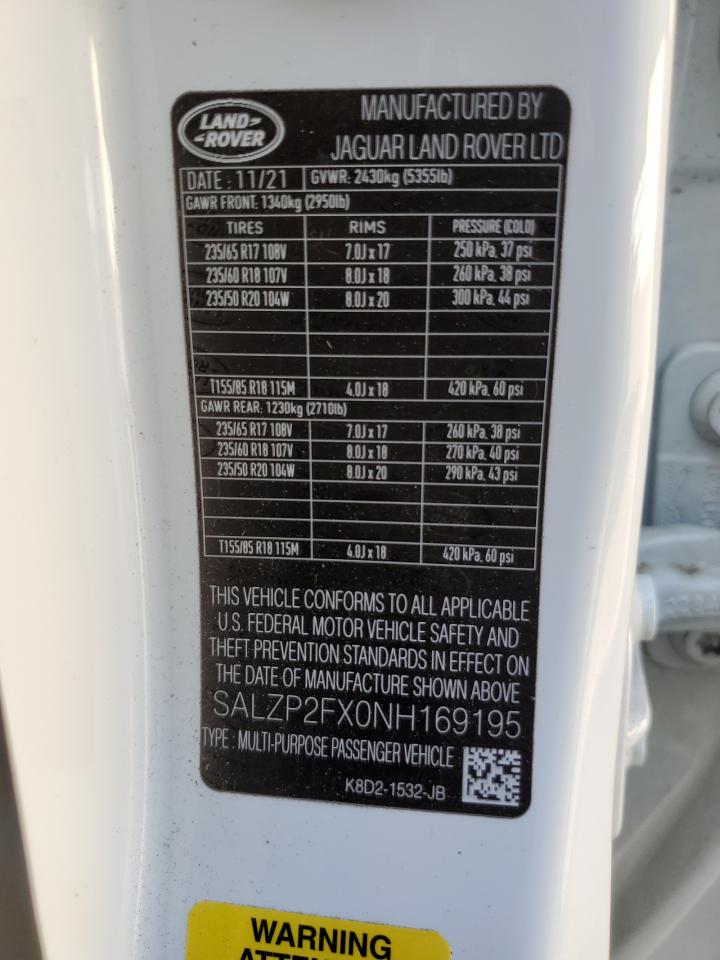 LAND-
-ROVER
MANUFACTURED BY
JAGUAR LAND ROVER LTD
DATE : 11/21 GVWR: 2430kg (5355lb)
GAWR FRONT: 1340kg (2950lb)
TIRES RIMS PRESSURE (COLD)
235/65 R17 108V 7.0J x 17 250 kPa, 37 psi
235/60 R18 107V 8.0J x 18 260 kPa, 38 psi
235/50 R20 104W 8.0J x 20 300 kPa, 44 psi
T155/85 R18 115M 4.0J x 18 420 kPa, 60 psi
GAWR REAR: 1230kg (2710lb)
235/65 R17 108V 7.0J x 17 260 kPa, 38 psi
235/60 R18 107V 8.0J x 18 270 kPa, 40 psi
235/50 R20 104W 8.0J x 20 290 kPa, 43 psi
T155/85 R18 115M 4.0J x 18 420 kPa, 60 psi
THIS VEHICLE CONFORMS TO ALL APPLICABLE
U.S. FEDERAL MOTOR VEHICLE SAFETY AND
THEFT PREVENTION STANDARDS IN EFFECT ON
THE DATE OF MANUFACTURE SHOWN ABOVE
SALZP2FX0NH169195
TYPE : MULTI-PURPOSE PASSENGER VEHICLE
K8D2-1532-JB
WARNING